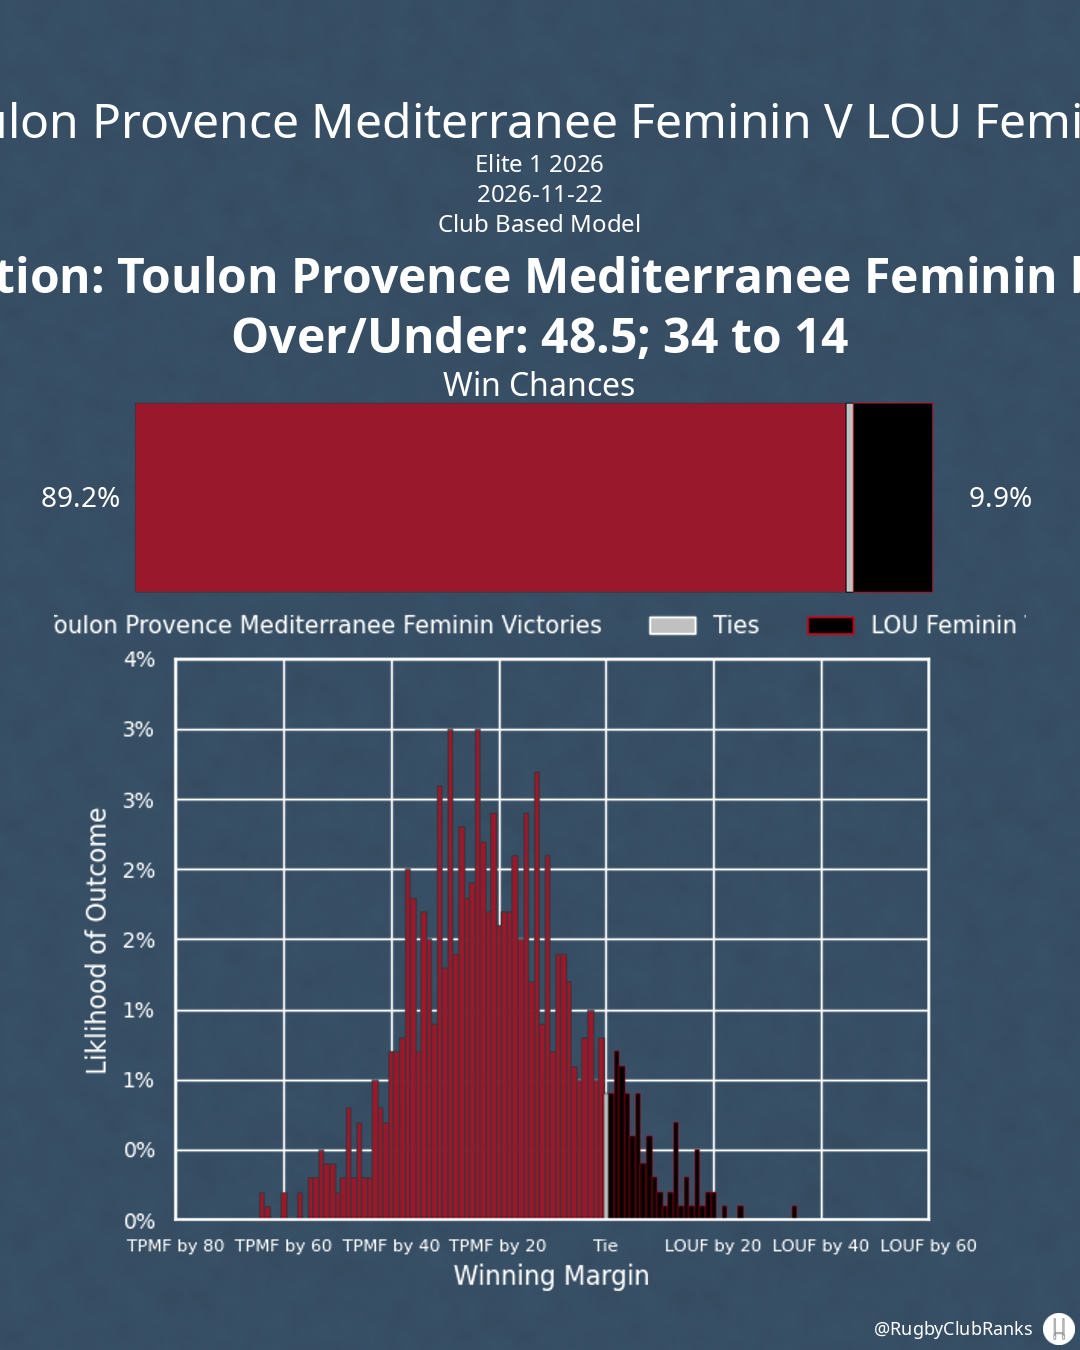 ulon Provence Mediterranee Feminin V LOU Femi
Elite 1 2026
2026-11-22
Club Based Model
tion: Toulon Provence Mediterranee Feminin b
Over/Under: 48.5; 34 to 14
Win Chances
89.2%
9.9%
Toulon Provence Mediterranee Feminin Victories
Ties
LOU Feminin
4%
3%
3%
2%
2%
1%
1%
0%
0%
Liklihood of Outcome
TPMF by 80
TPMF by 60
TPMF by 40
TPMF by 20
Tie
LOUF by 20
LOUF by 40
LOUF by 60
Winning Margin
@RugbyClubRanks